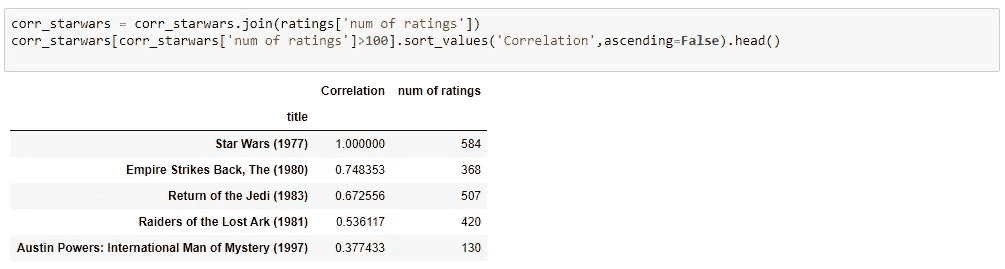 corr_starwars = corr_starwars.join(ratings['num of ratings'])
corr_starwars[corr_starwars['num of ratings']>100].sort_values('Correlation',ascending=False).head()
Correlation num of ratings
title
Star Wars (1977) 1.000000 584
Empire Strikes Back, The (1980) 0.748353 368
Return of the Jedi (1983) 0.672556 507
Raiders of the Lost Ark (1981) 0.536117 420
Austin Powers: International Man of Mystery (1997) 0.377433 130